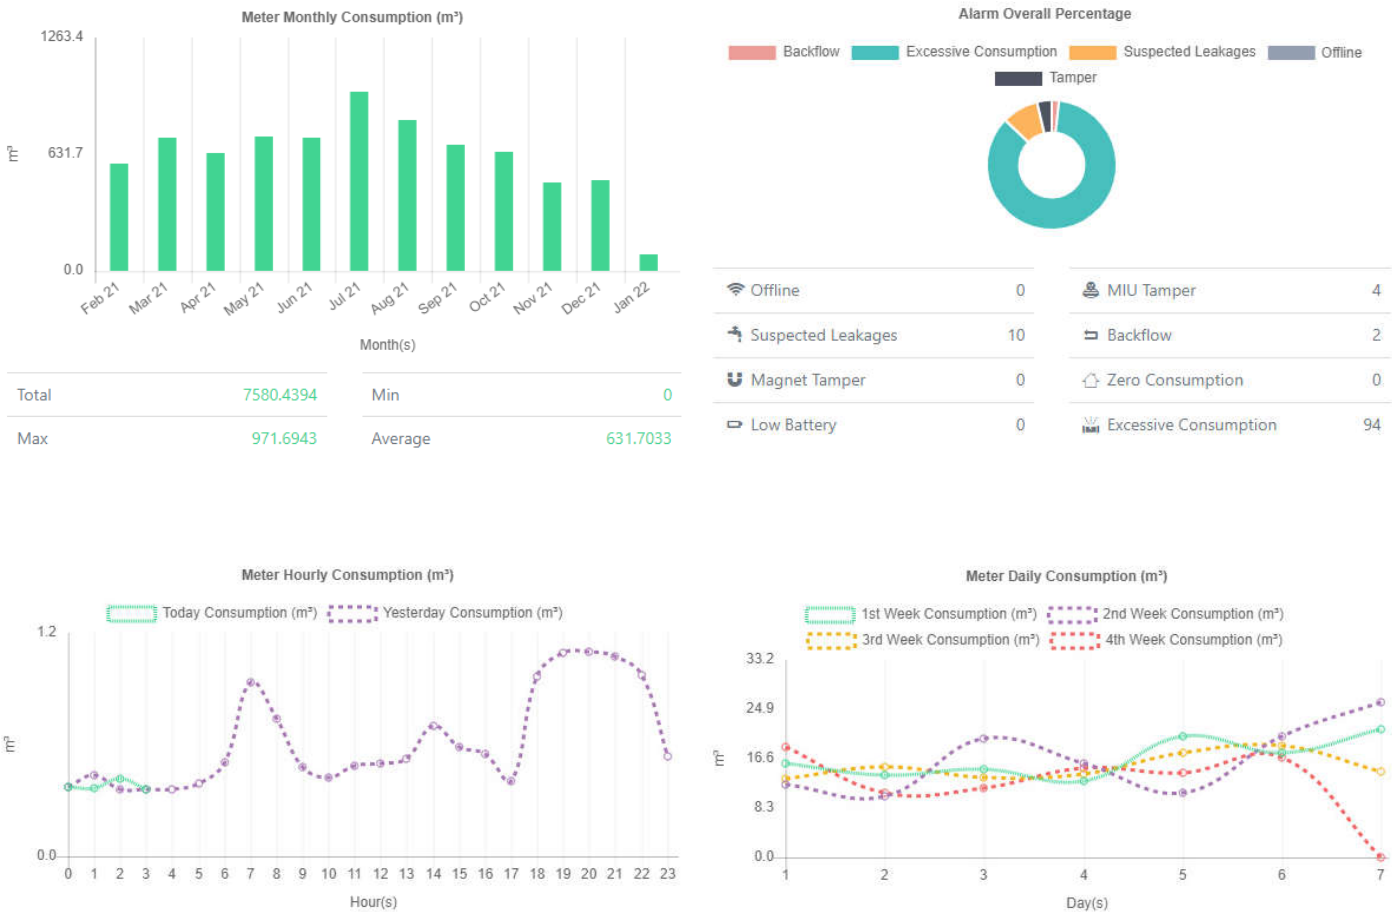 Meter Monthly Consumption (m³)
1263.4
631.7
0.0
m³
Feb 21
Mar 21
Apr 21
May 21
Jun 21
Jul 21
Aug 21
Sep 21
Oct 21
Nov 21
Dec 21
Jan 22
Month(s)
Total 7580.4394
Min 0
Max 971.6943
Average 631.7033
Alarm Overall Percentage
Backflow Excessive Consumption Suspected Leakages Offline
Tamper
Offline 0
MIU Tamper 4
Suspected Leakages 10
Backflow 2
Magnet Tamper 0
Zero Consumption 0
Low Battery 0
Excessive Consumption 94
Meter Hourly Consumption (m³)
Today Consumption (m³) Yesterday Consumption (m³)
1.2
0.0
m³
0 1 2 3 4 5 6 7 8 9 10 11 12 13 14 15 16 17 18 19 20 21 22 23
Hour(s)
Meter Daily Consumption (m³)
1st Week Consumption (m³) 2nd Week Consumption (m³)
3rd Week Consumption (m³) 4th Week Consumption (m³)
33.2
24.9
16.6
8.3
0.0
m³
1 2 3 4 5 6 7
Day(s)